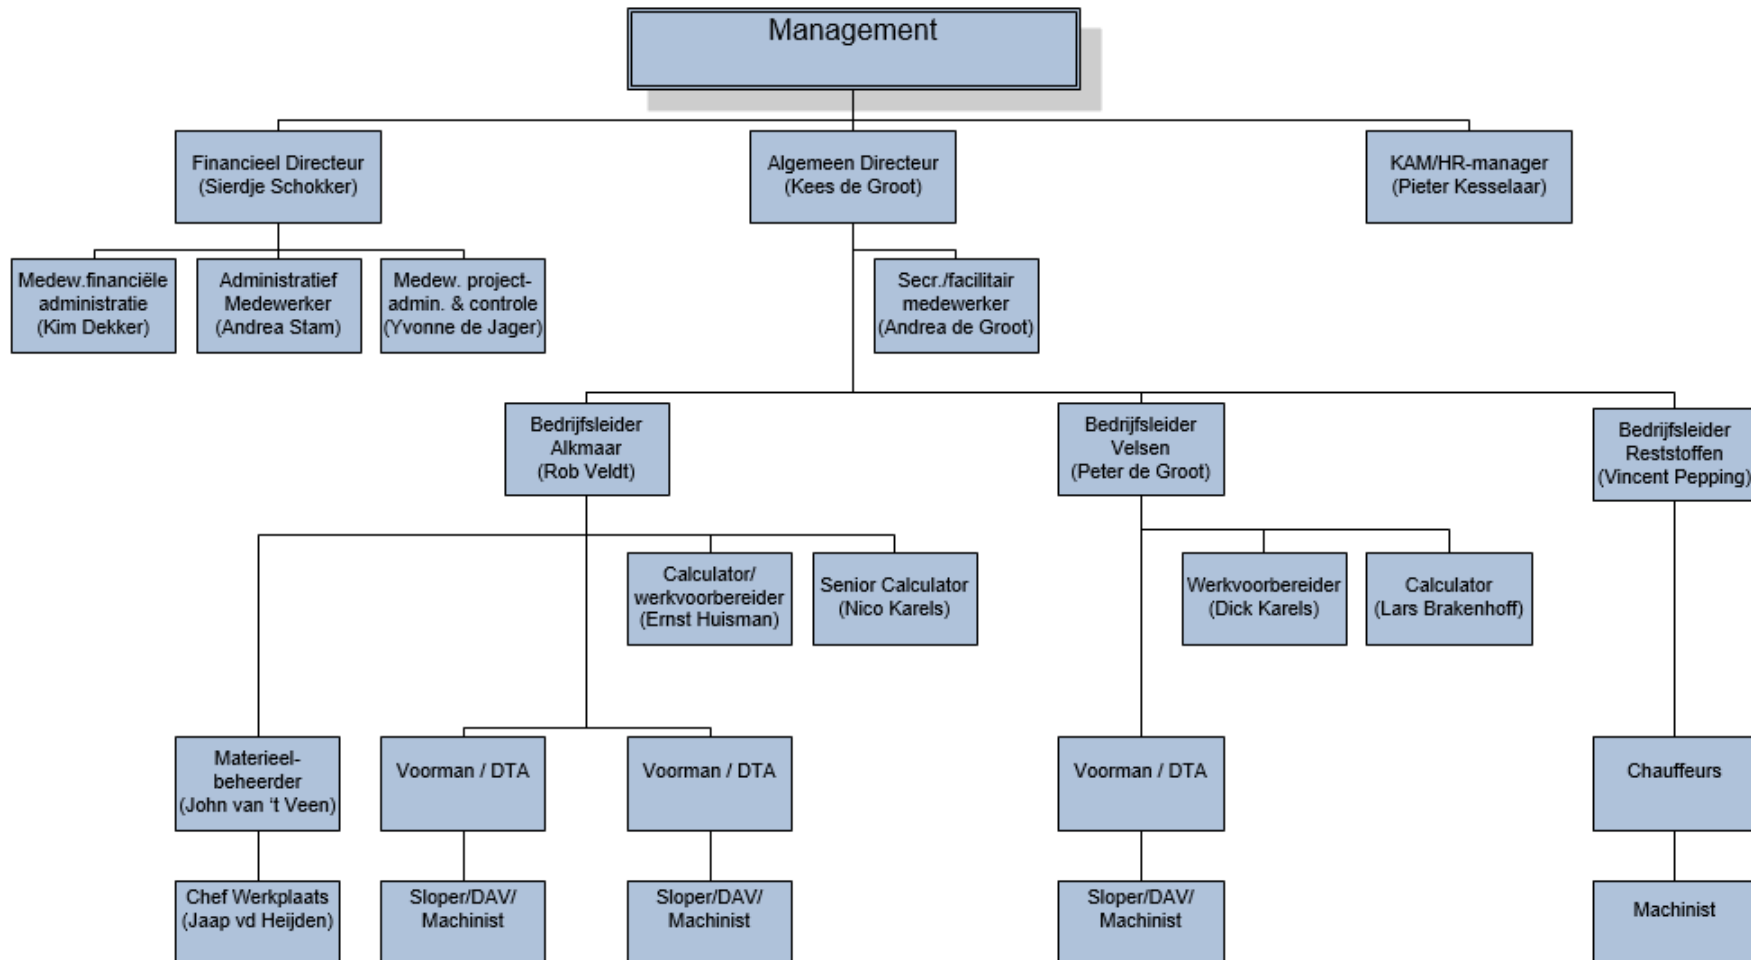 Management
Financieel Directeur
(Sierdje Schokker)
Algemeen Directeur
(Kees de Groot)
KAM/HR-manager
(Pieter Kesselaar)
Medew.financiële
administratie
(Kim Dekker)
Administratief
Medewerker
(Andrea Stam)
Medew. project-
admin. & controle
(Yvonne de Jager)
Secr./facilitair
medewerker
(Andrea de Groot)
Bedrijfsleider
Alkmaar
(Rob Veldt)
Bedrijfsleider
Velsen
(Peter de Groot)
Bedrijfsleider
Reststoffen
(Vincent Pepping)
Calculator/
werkvoorbereider
(Ernst Huisman)
Senior Calculator
(Nico Karels)
Werkvoorbereider
(Dick Karels)
Calculator
(Lars Brakenhoff)
Materieel-
beheerder
(John van ‘t Veen)
Voorman / DTA
Voorman / DTA
Voorman / DTA
Chauffeurs
Chef Werkplaats
(Jaap vd Heijden)
Sloper/DAV/
Machinist
Sloper/DAV/
Machinist
Sloper/DAV/
Machinist
Machinist